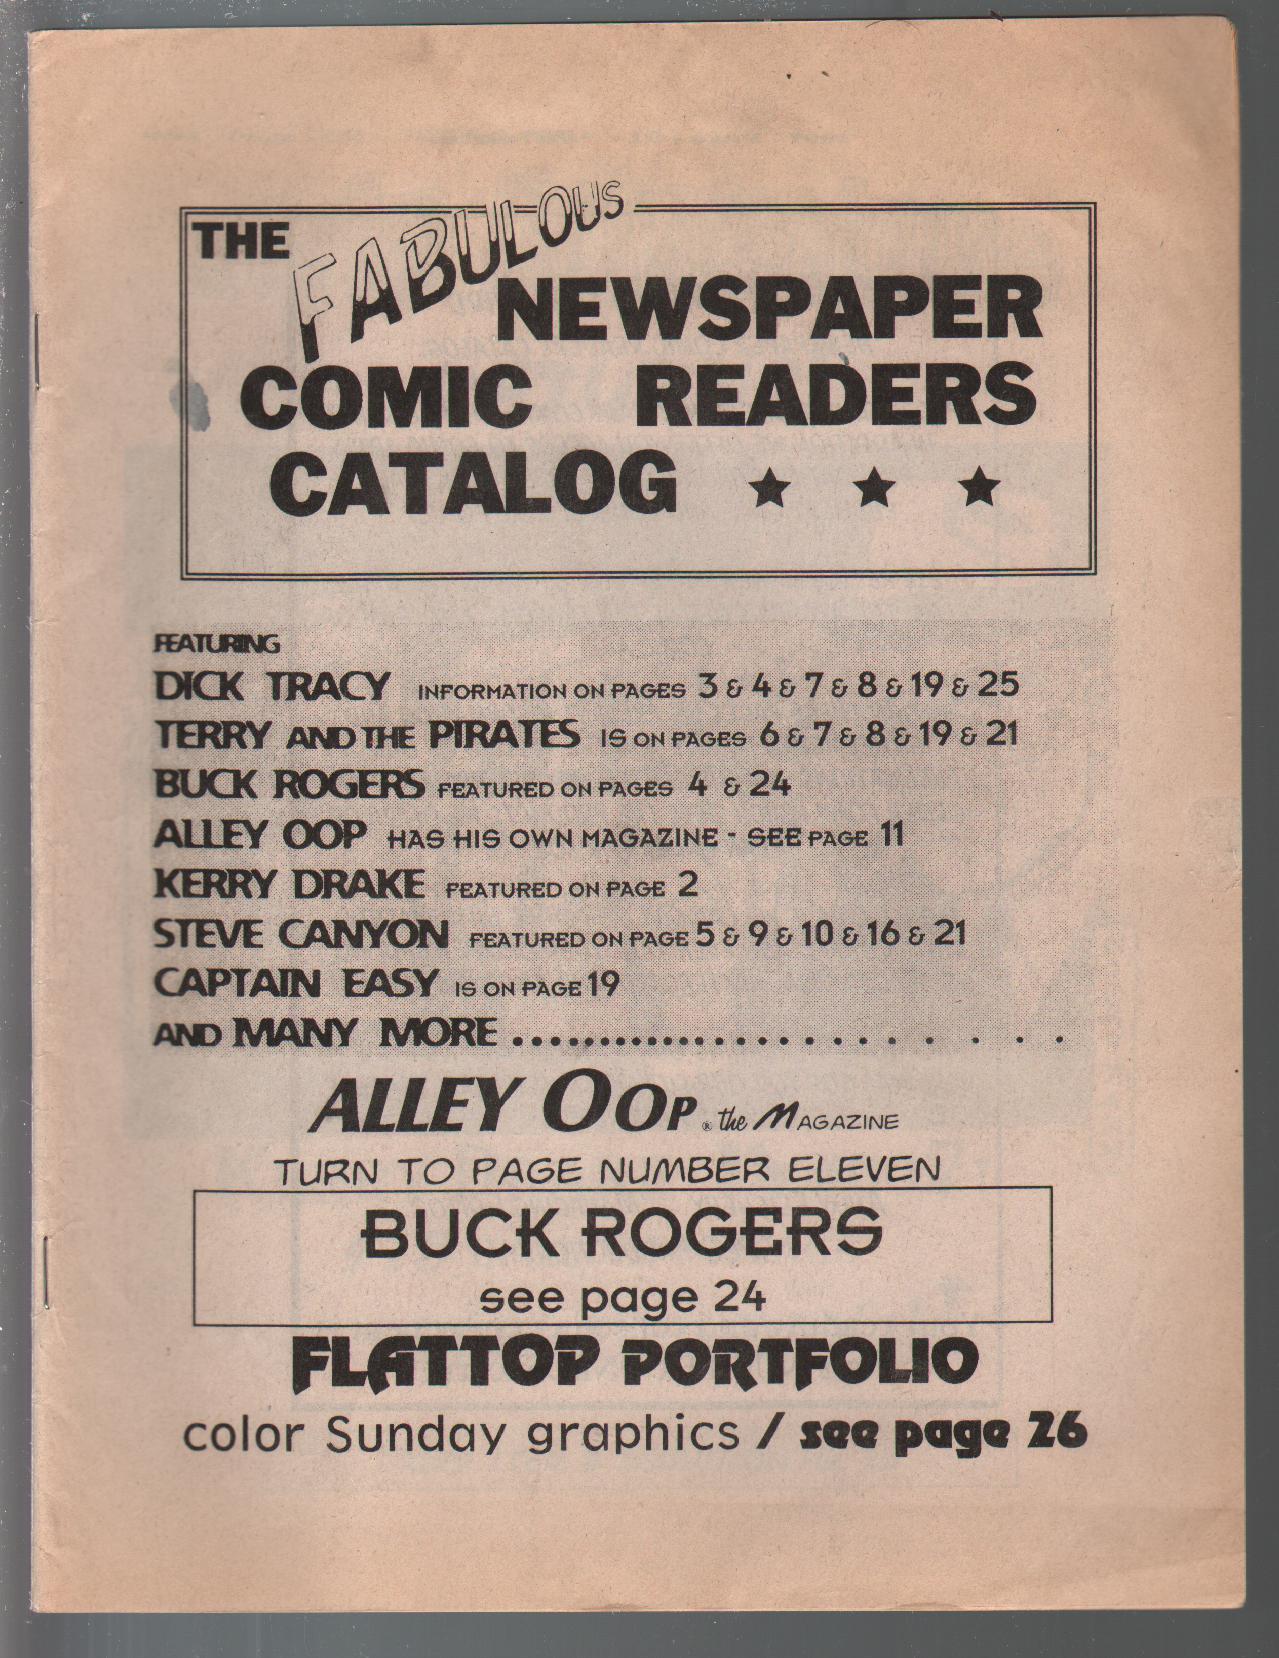 THE FABULOUS
NEWSPAPER
COMIC READERS
CATALOG ★ ★ ★
FEATURING
DICK TRACY INFORMATION ON PAGES 3 & 4 & 7 & 8 & 19 & 25
TERRY AND THE PIRATES IS ON PAGES 6 & 7 & 8 & 19 & 21
BUCK ROGERS FEATURED ON PAGES 4 & 24
ALLEY OOP HAS HIS OWN MAGAZINE - SEE PAGE 11
KERRY DRAKE FEATURED ON PAGE 2
STEVE CANYON FEATURED ON PAGE 5 & 9 & 10 & 16 & 21
CAPTAIN EASY IS ON PAGE 19
AND MANY MORE ........................
ALLEY OOP ® the MAGAZINE
TURN TO PAGE NUMBER ELEVEN
BUCK ROGERS
see page 24
FLATTOP PORTFOLIO
color Sunday graphics / see page 26